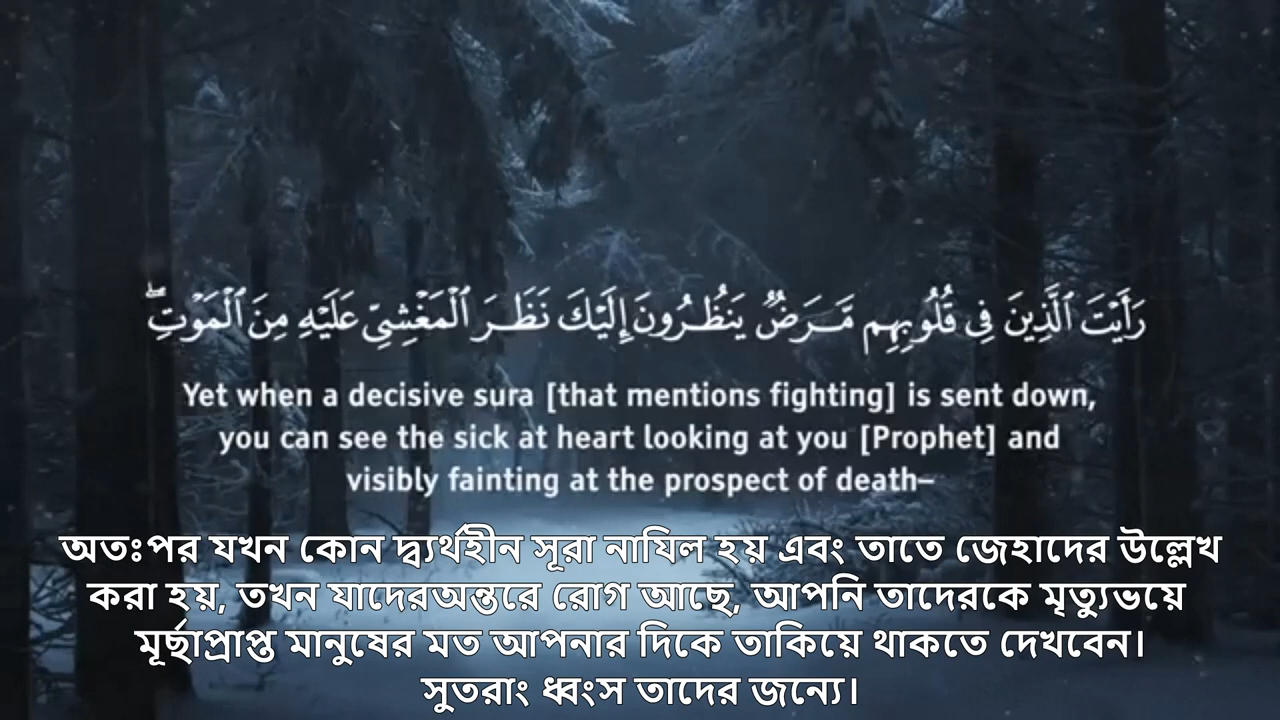 رَأَيْتَ ٱلَّذِينَ فِى قُلُوبِهِم مَّرَضٌ يَنظُرُونَ إِلَيْكَ نَظَرَ ٱلْمَغْشِىِّ عَلَيْهِ مِنَ ٱلْمَوْتِ ۖ
Yet when a decisive sura [that mentions fighting] is sent down,
you can see the sick at heart looking at you [Prophet] and
visibly fainting at the prospect of death–
অতঃপর যখন কোন দ্ব্যর্থহীন সূরা নাযিল হয় এবং তাতে জেহাদের উল্লেখ
করা হয়, তখন যাদেরঅন্তরে রোগ আছে, আপনি তাদেরকে মৃত্যুভয়ে
মূর্ছাপ্রাপ্ত মানুষের মত আপনার দিকে তাকিয়ে থাকতে দেখবেন।
সুতরাং ধ্বংস তাদের জন্যে।